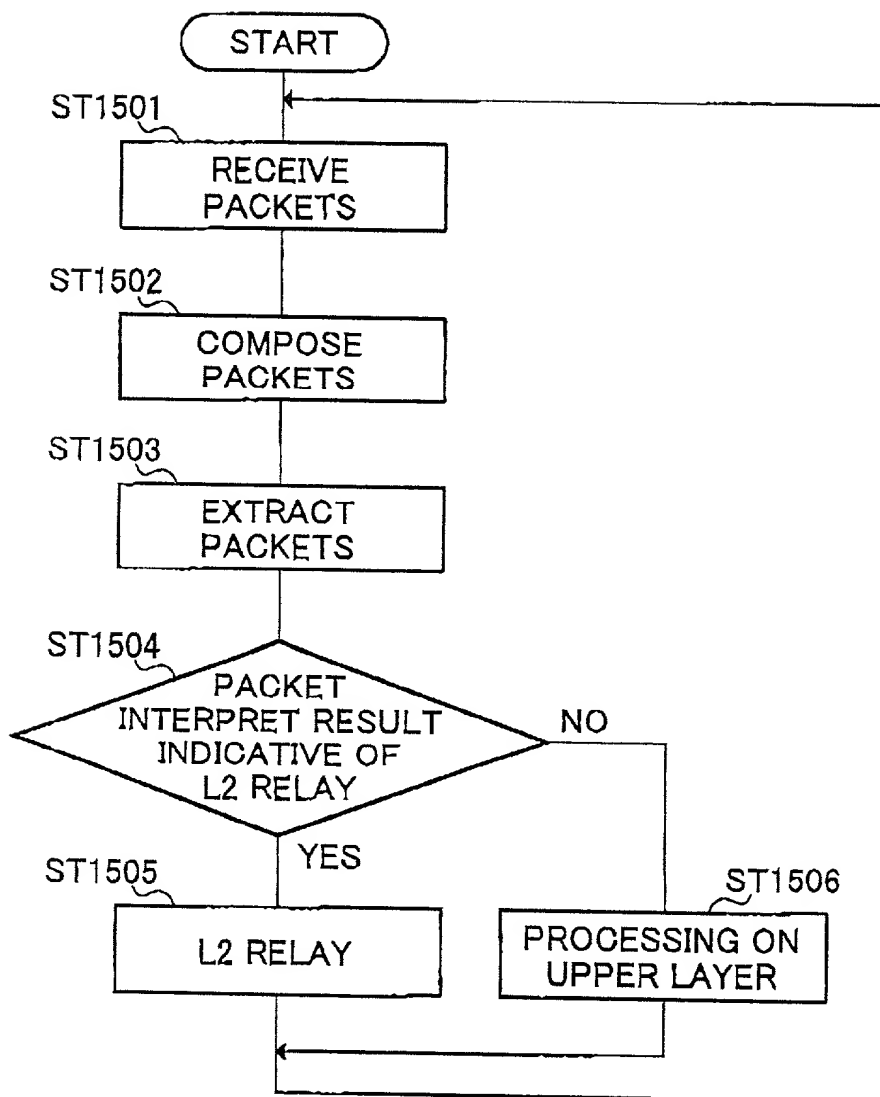 START
ST1501
RECEIVE
PACKETS
ST1502
COMPOSE
PACKETS
ST1503
EXTRACT
PACKETS
ST1504
PACKET
INTERPRET RESULT
INDICATIVE OF
L2 RELAY
NO
YES
ST1505
L2 RELAY
ST1506
PROCESSING ON
UPPER LAYER